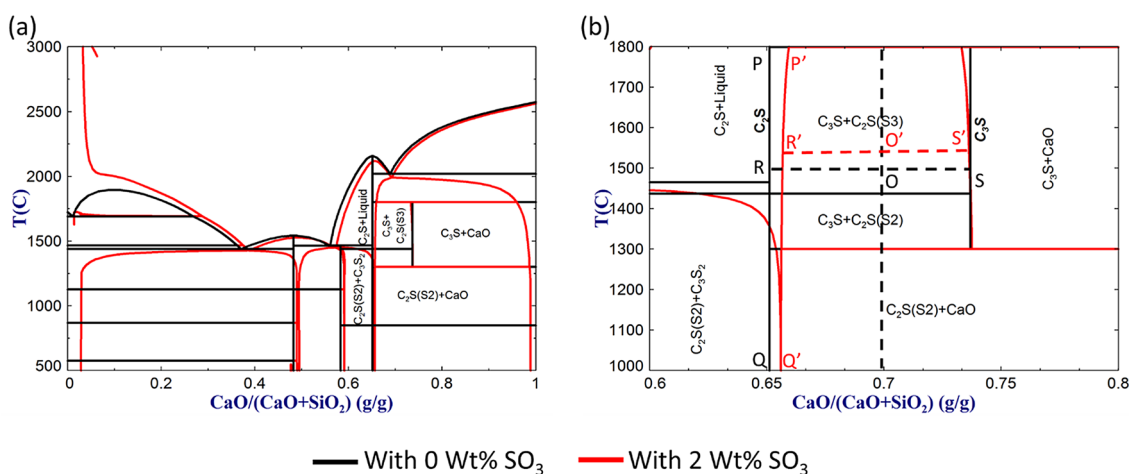 (a)
3000
2500
2000
1500
1000
500
T(C)
0
0.2
0.4
0.6
0.8
1
CaO/(CaO+SiO₂) (g/g)
C₂S(S2)+C₃S₂
C₂S+Liquid
C₃S+
C₂S(S3)
C₃S+CaO
C₂S(S2)+CaO
(b)
1800
1700
1600
1500
1400
1300
1200
1100
1000
T(C)
0.6
0.65
0.7
0.75
0.8
CaO/(CaO+SiO₂) (g/g)
P
P’
C₂S+Liquid
C₂S
C₃S+C₂S(S3)
C₃S
C₃S+CaO
R’
O’
S’
R
O
S
C₃S+C₂S(S2)
C₂S(S2)+C₃S₂
C₂S(S2)+CaO
Q
Q’
With 0 Wt% SO₃
With 2 Wt% SO₃